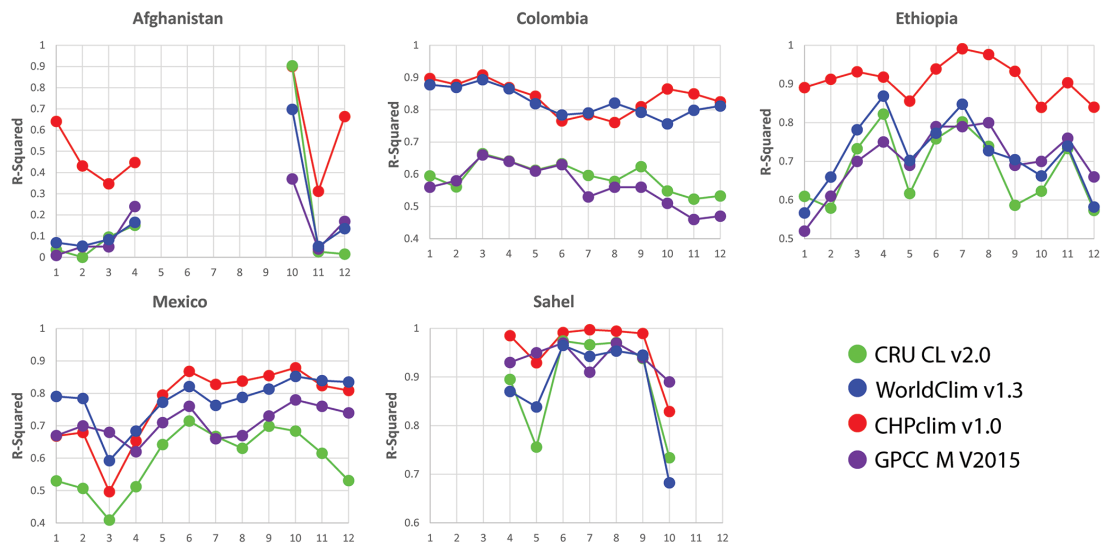 Afghanistan
R-Squared
1
0.9
0.8
0.7
0.6
0.5
0.4
0.3
0.2
0.1
0
1 2 3 4 5 6 7 8 9 10 11 12
Colombia
R-Squared
1
0.9
0.8
0.7
0.6
0.5
0.4
1 2 3 4 5 6 7 8 9 10 11 12
Ethiopia
R-Squared
1
0.9
0.8
0.7
0.6
0.5
1 2 3 4 5 6 7 8 9 10 11 12
Mexico
R-Squared
1
0.9
0.8
0.7
0.6
0.5
0.4
1 2 3 4 5 6 7 8 9 10 11 12
Sahel
R-Squared
1
0.9
0.8
0.7
0.6
1 2 3 4 5 6 7 8 9 10 11 12
CRU CL v2.0
WorldClim v1.3
CHPclim v1.0
GPCC M V2015